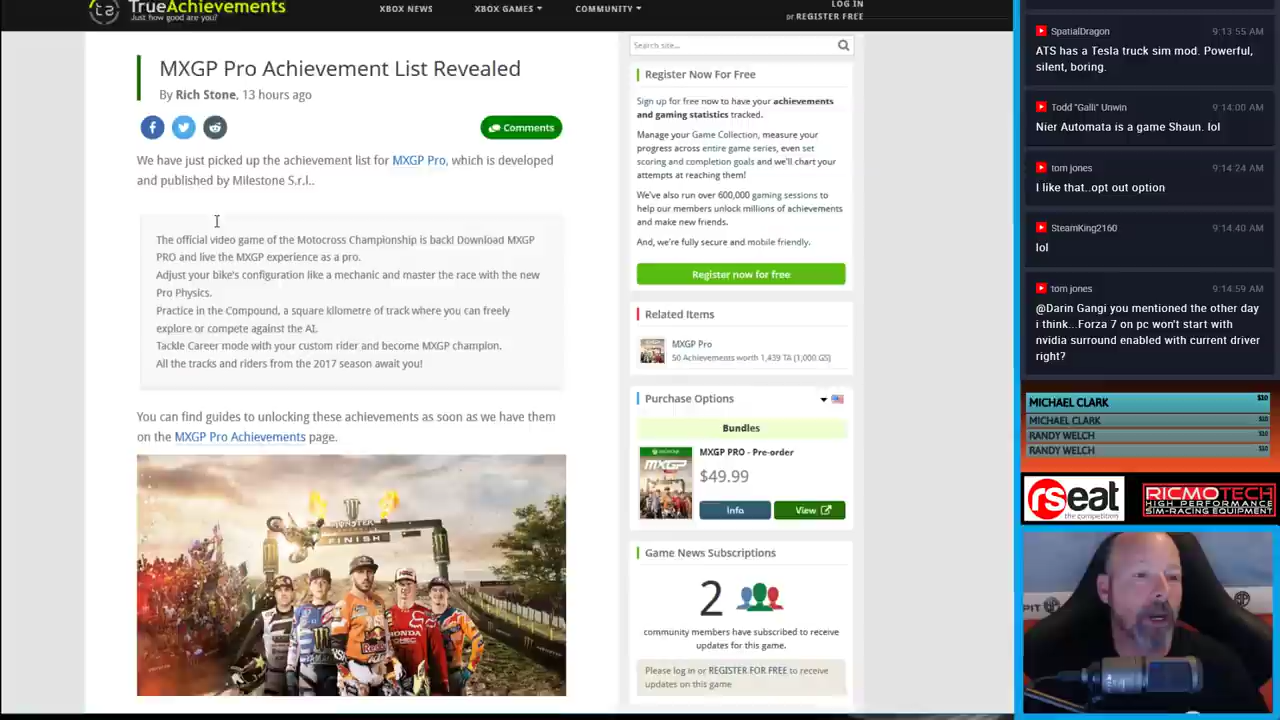 TrueAchievements
Just how good are you?
XBOX NEWS
XBOX GAMES
COMMUNITY
LOG IN
or REGISTER FREE
MXGP Pro Achievement List Revealed
By Rich Stone, 13 hours ago
Comments
We have just picked up the achievement list for MXGP Pro, which is developed
and published by Milestone S.r.l..
The official video game of the Motocross Championship is back! Download MXGP
PRO and live the MXGP experience as a pro.
Adjust your bike's configuration like a mechanic and master the race with the new
Pro Physics.
Practice in the Compound, a square kilometre of track where you can freely
explore or compete against the AI.
Tackle Career mode with your custom rider and become MXGP champion.
All the tracks and riders from the 2017 season await you!
You can find guides to unlocking these achievements as soon as we have them
on the MXGP Pro Achievements page.
MONSTER
FINISH
HONDA
Search site...
Register Now For Free
Sign up for free now to have your achievements
and gaming statistics tracked.
Manage your Game Collection, measure your
progress across entire game series, even set
scoring and completion goals and we'll chart your
attempts at reaching them!
We've also run over 600,000 gaming sessions to
help our members unlock millions of achievements
and make new friends.
And, we're fully secure and mobile friendly.
Register now for free
Related Items
MXGP Pro
50 Achievements worth 1,439 TA (1,000 GS)
Purchase Options
Bundles
MXGP PRO - Pre-order
$49.99
Info
View
Game News Subscriptions
2
community members have subscribed to receive
updates for this game.
Please log in or REGISTER FOR FREE to receive
updates on this game
SpatialDragon 9:13:55 AM
ATS has a Tesla truck sim mod. Powerful,
silent, boring.
Todd "Galli" Unwin 9:14:00 AM
Nier Automata is a game Shaun. lol
tom jones 9:14:24 AM
I like that..opt out option
SteamKing2160 9:14:40 AM
lol
tom jones 9:14:59 AM
@Darin Gangi you mentioned the other day
i think...Forza 7 on pc won't start with
nvidia surround enabled with current driver
right?
MICHAEL CLARK $10
MICHAEL CLARK $10
RANDY WELCH $10
RANDY WELCH $10
rseat
the competition
RICMOTECH
HIGH PERFORMANCE
SIM-RACING EQUIPMENT